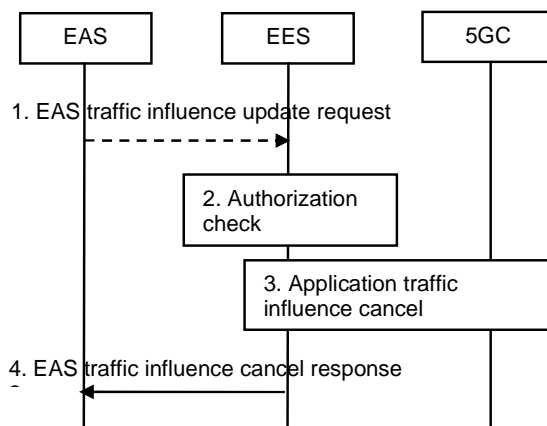 EAS
EES
5GC
1. EAS traffic influence update request
2. Authorization
check
3. Application traffic
influence cancel
4. EAS traffic influence cancel response